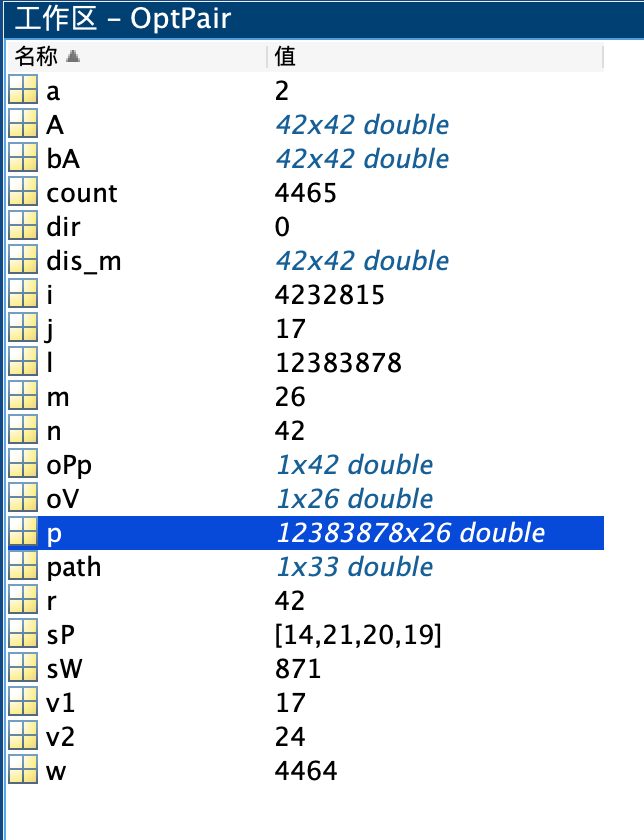 工作区 - OptPair
名称 值
a 2
A 42x42 double
bA 42x42 double
count 4465
dir 0
dis_m 42x42 double
i 4232815
j 17
l 12383878
m 26
n 42
oPp 1x42 double
oV 1x26 double
p 12383878x26 double
path 1x33 double
r 42
sP [14,21,20,19]
sW 871
v1 17
v2 24
w 4464